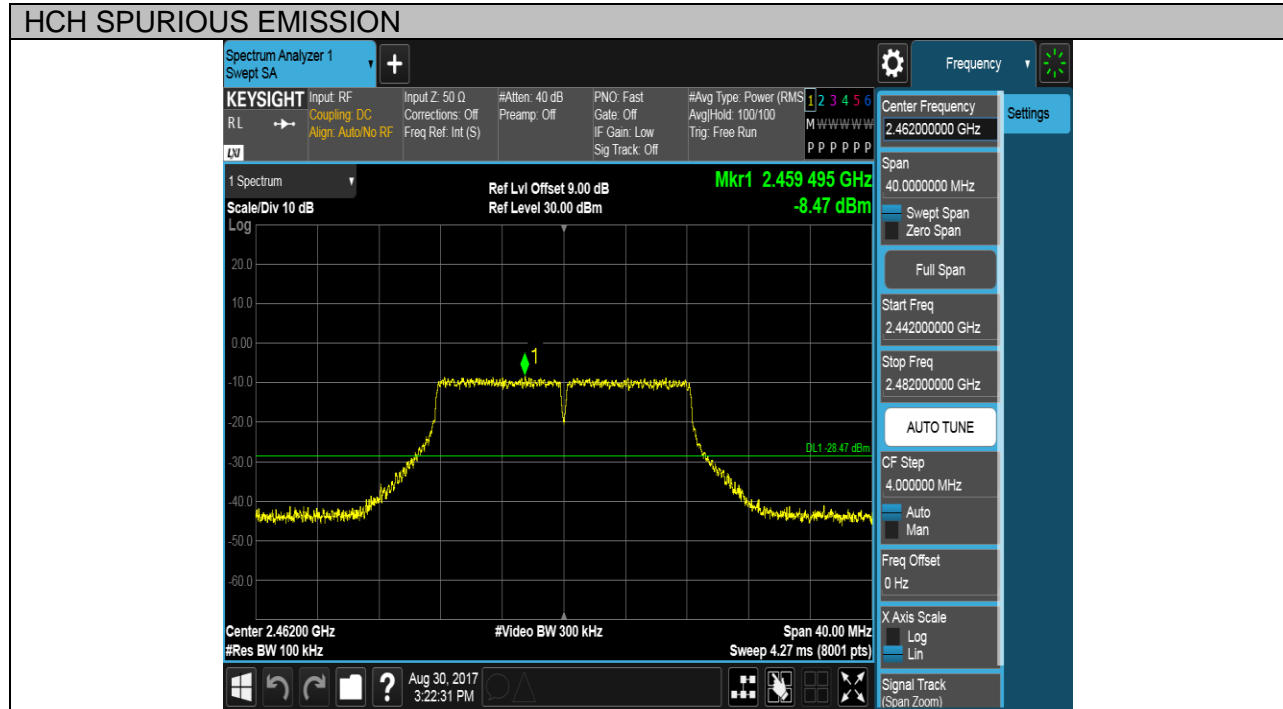 HCH SPURIOUS EMISSION
Spectrum Analyzer 1
Swept SA
+
Frequency
KEYSIGHT
RL
LXI
Input: RF
Coupling: DC
Align: Auto/No RF
Input Z: 50 Ω
Corrections: Off
Freq Ref: Int (S)
#Atten: 40 dB
Preamp: Off
PNO: Fast
Gate: Off
IF Gain: Low
Sig Track: Off
#Avg Type: Power (RMS
Avg|Hold: 100/100
Trig: Free Run
1 2 3 4 5 6
M W W W W W
P P P P P P
1 Spectrum
Scale/Div 10 dB
Ref Lvl Offset 9.00 dB
Ref Level 30.00 dBm
Mkr1 2.459 495 GHz
-8.47 dBm
Log
20.0
10.0
0.00
-10.0
-20.0
-30.0
-40.0
-50.0
-60.0
1
DL1 -28.47 dBm
Center 2.46200 GHz
#Res BW 100 kHz
#Video BW 300 kHz
Span 40.00 MHz
Sweep 4.27 ms (8001 pts)
?
Aug 30, 2017
3:22:31 PM
Center Frequency
2.462000000 GHz
Span
40.0000000 MHz
Swept Span
Zero Span
Full Span
Start Freq
2.442000000 GHz
Stop Freq
2.482000000 GHz
AUTO TUNE
CF Step
4.000000 MHz
Auto
Man
Freq Offset
0 Hz
X Axis Scale
Log
Lin
Signal Track
(Span Zoom)
Settings